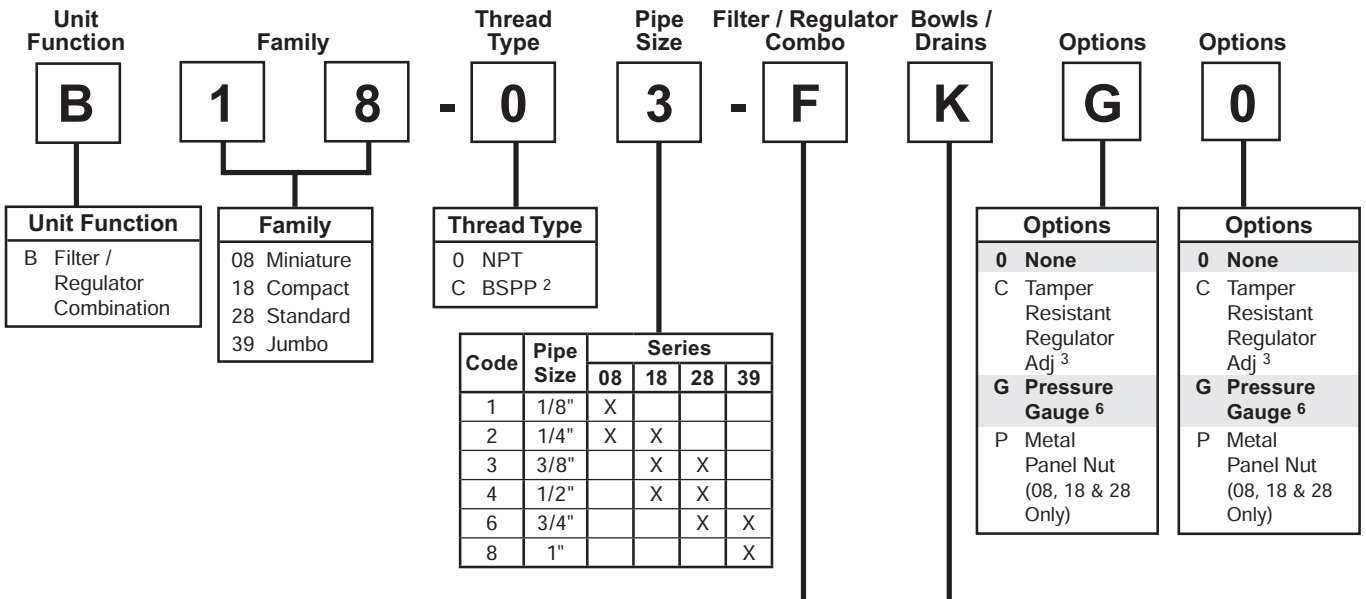 Unit Function
Family
Thread Type
Pipe Size
Filter / Regulator Combo
Bowls / Drains
Options
Options
B 1 8 - 0 3 - F K G 0
Unit Function
B Filter /
Regulator
Combination
Family
08 Miniature
18 Compact
28 Standard
39 Jumbo
Thread Type
0 NPT
C BSPP 2
Code Pipe Size Series
08 18 28 39
1 1/8" X
2 1/4" X X
3 3/8" X X
4 1/2" X X
6 3/4" X X
8 1" X
Options
0 None
C Tamper
Resistant
Regulator
Adj 3
G Pressure
Gauge 6
P Metal
Panel Nut
(08, 18 & 28
Only)
Options
0 None
C Tamper
Resistant
Regulator
Adj 3
G Pressure
Gauge 6
P Metal
Panel Nut
(08, 18 & 28
Only)